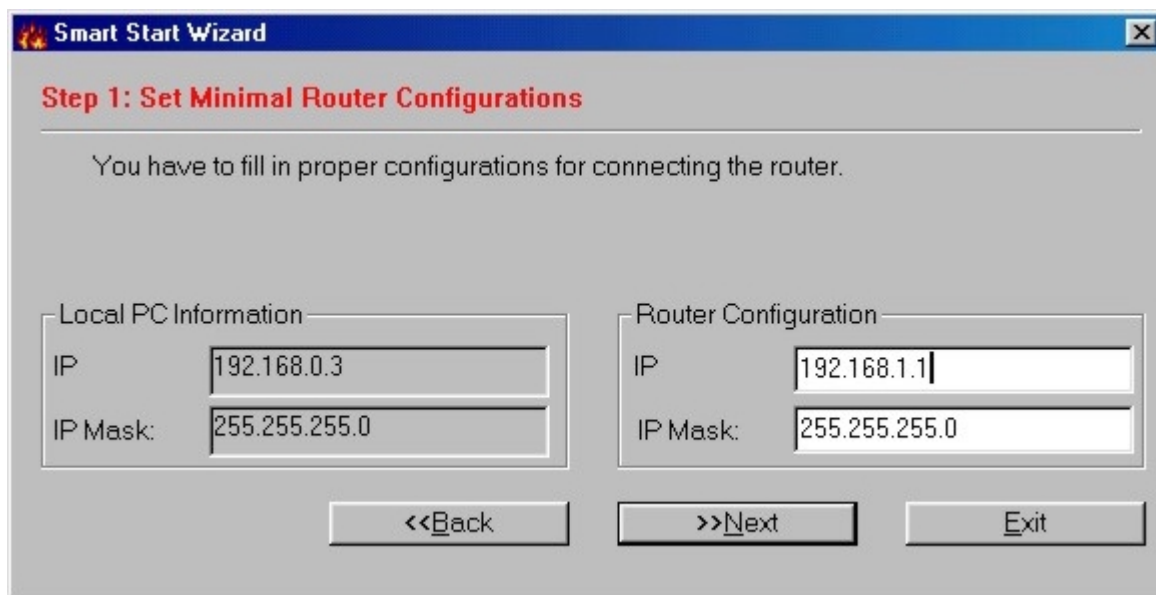 Smart Start Wizard
Step 1: Set Minimal Router Configurations
You have to fill in proper configurations for connecting the router.
Local PC Information
IP 192.168.0.3
IP Mask: 255.255.255.0
Router Configuration
IP 192.168.1.1
IP Mask: 255.255.255.0
<<Back >>Next Exit